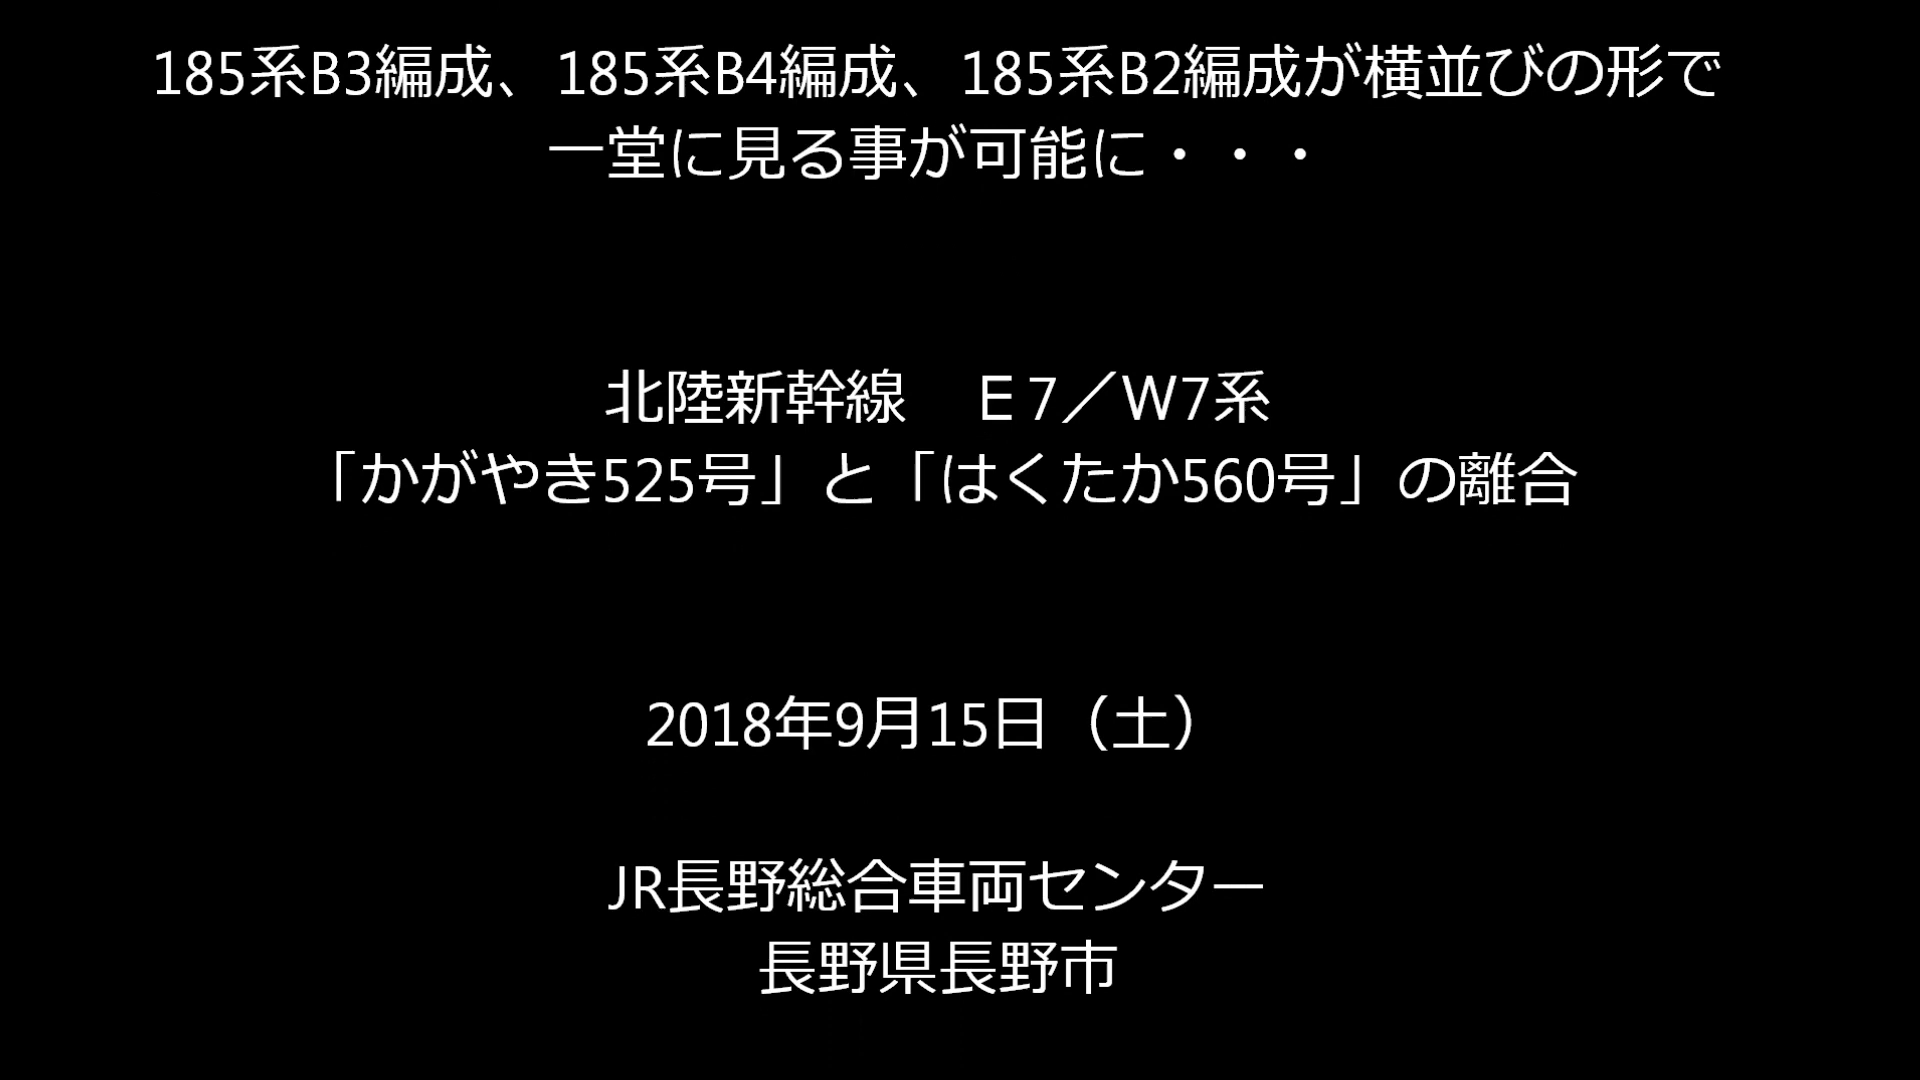 185系B3編成、185系B4編成、185系B2編成が横並びの形で
一堂に見る事が可能に・・・
北陸新幹線　Ｅ7／W7系
「かがやき525号」と「はくたか560号」の離合
2018年9月15日（土）
JR長野総合車両センター
長野県長野市